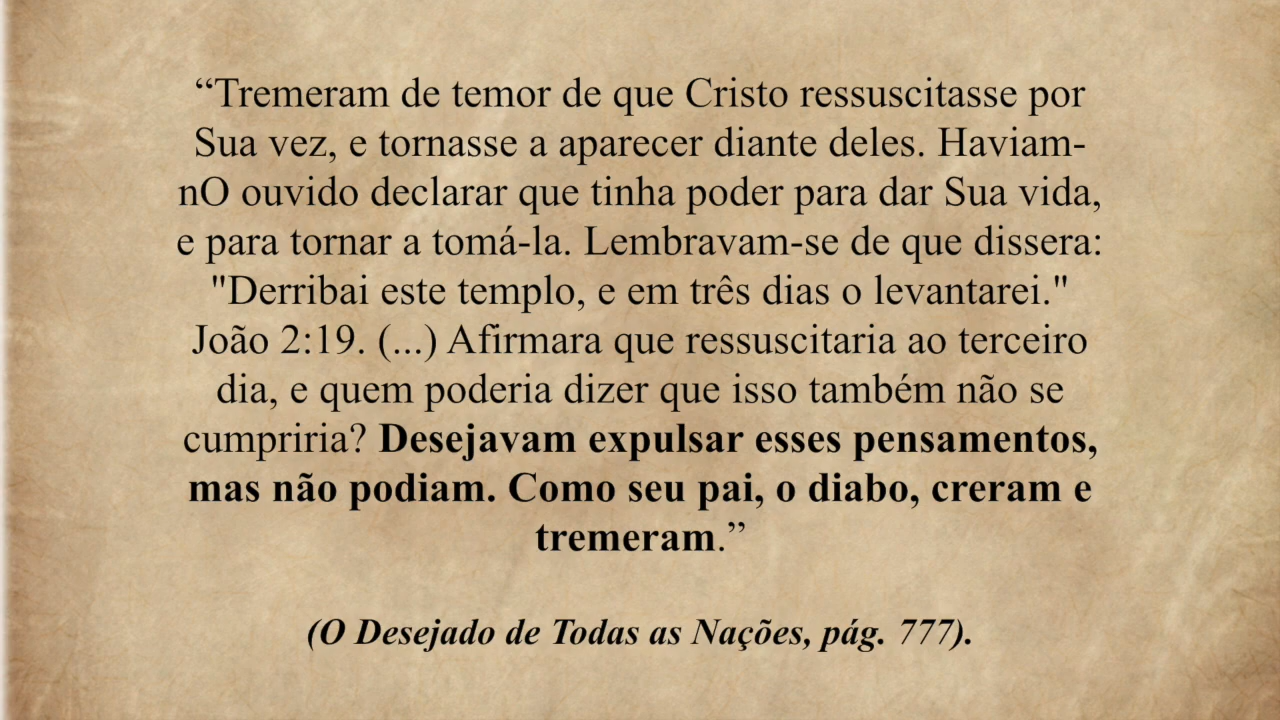 “Tremeram de temor de que Cristo ressuscitasse por
Sua vez, e tornasse a aparecer diante deles. Haviam-
nO ouvido declarar que tinha poder para dar Sua vida,
e para tornar a tomá-la. Lembravam-se de que dissera:
"Derribai este templo, e em três dias o levantarei."
João 2:19. (...) Afirmara que ressuscitaria ao terceiro
dia, e quem poderia dizer que isso também não se
cumpriria? Desejavam expulsar esses pensamentos,
mas não podiam. Como seu pai, o diabo, creram e
tremeram.”
(O Desejado de Todas as Nações, pág. 777).